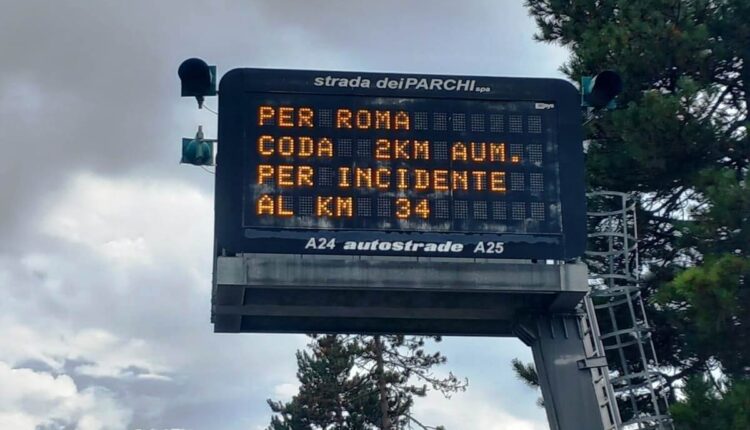 strada deiPARCHI spa
PER ROMA
CODA 2KM AUM.
PER INCIDENTE
AL KM 34
A24 autostrade A25